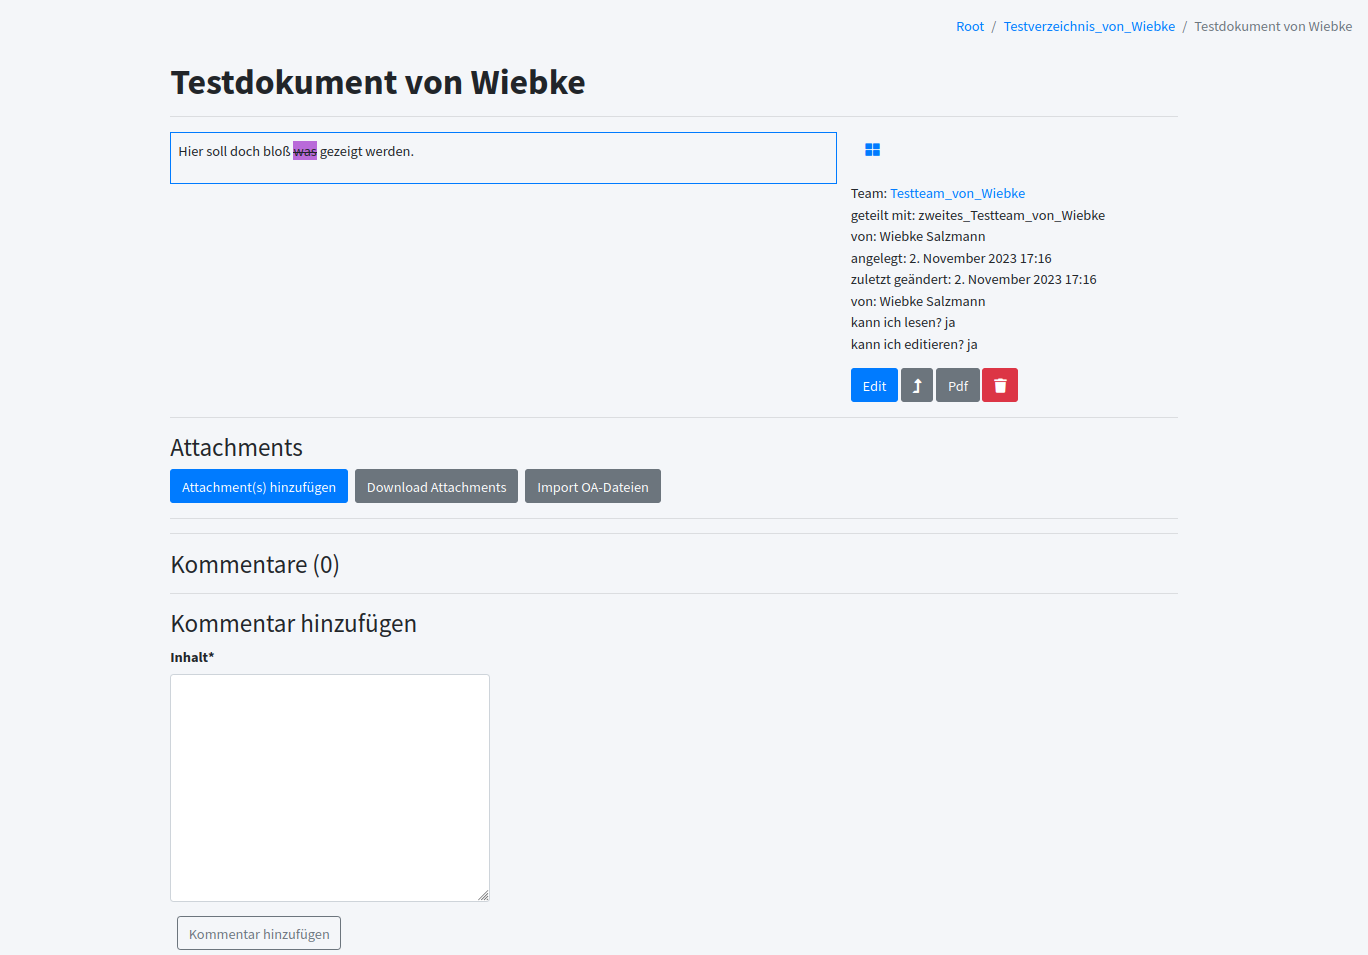 Root / Testverzeichnis_von_Wiebke / Testdokument von Wiebke
Testdokument von Wiebke
Hier soll doch bloß was gezeigt werden.
Team: Testteam_von_Wiebke
geteilt mit: zweites_Testteam_von_Wiebke
von: Wiebke Salzmann
angelegt: 2. November 2023 17:16
zuletzt geändert: 2. November 2023 17:16
von: Wiebke Salzmann
kann ich lesen? ja
kann ich editieren? ja
Edit Pdf
Attachments
Attachment(s) hinzufügen Download Attachments Import OA-Dateien
Kommentare (0)
Kommentar hinzufügen
Inhalt*
Kommentar hinzufügen